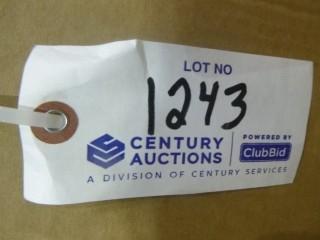 LOT NO
1243
CENTURY AUCTIONS
POWERED BY
ClubBid
A DIVISION OF CENTURY SERVICES